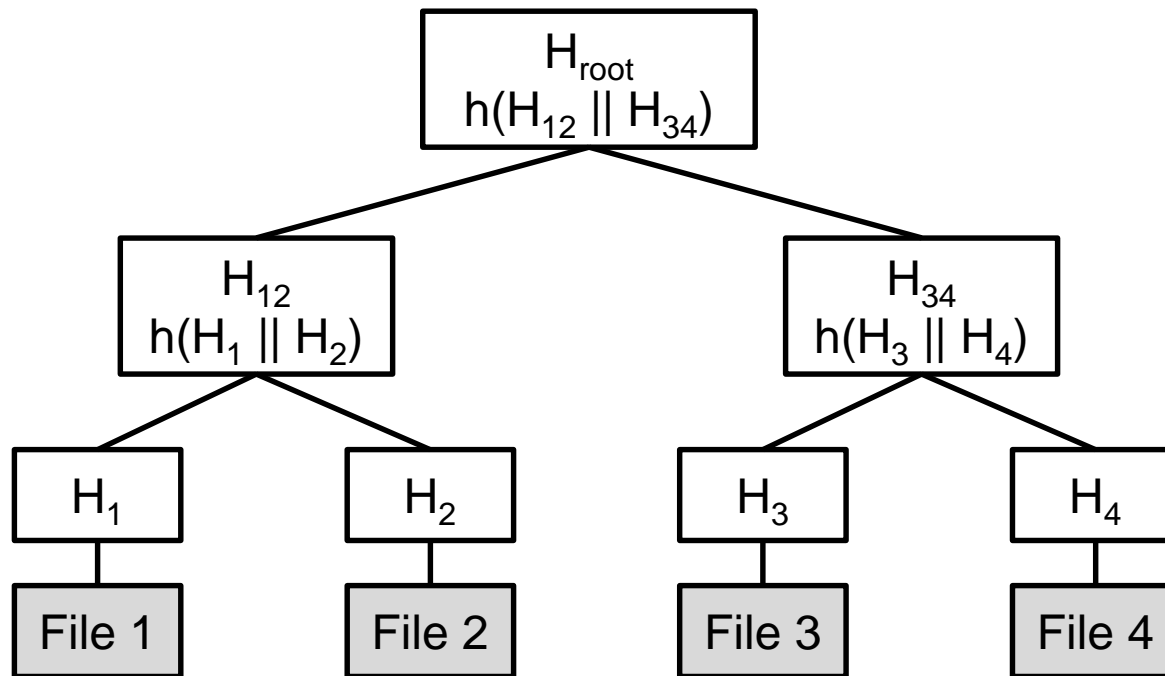 H_root
h(H_12 || H_34)
H_12
h(H_1 || H_2)
H_34
h(H_3 || H_4)
H_1
H_2
H_3
H_4
File 1
File 2
File 3
File 4